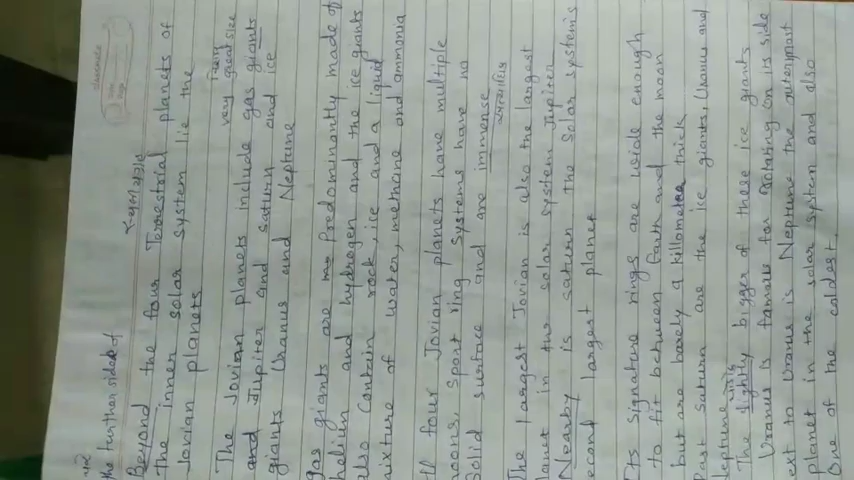 the further side of
Beyond the four Terrestrial planets of
the inner solar system lie the
Jovian planets
very great size
The Jovian planets include gas giants
and Jupiter and saturn and ice
giants Uranus and Neptune
gas giants are predominantly made of
helium and hydrogen and the ice giants
also contain rock, ice and a liquid
mixture of water, methane and ammonia
All four Jovian planets have multiple
moons, sport ring systems have no
Solid surface and are immense
The largest Jovian is also the largest
planet in the solar system Jupiter
Nearby is saturn the solar system's
second largest planet
Its signature rings are wide enough
to fit between Earth and the moon
but are barely a killometre thick
Past saturn are the ice giants, Uranus and
Neptune
The slightly bigger of these ice giants
Uranus is famous for Rotating on is side
ext to Uranus is Neptune the outermost
planet in the solar system and also
One of the coldest.